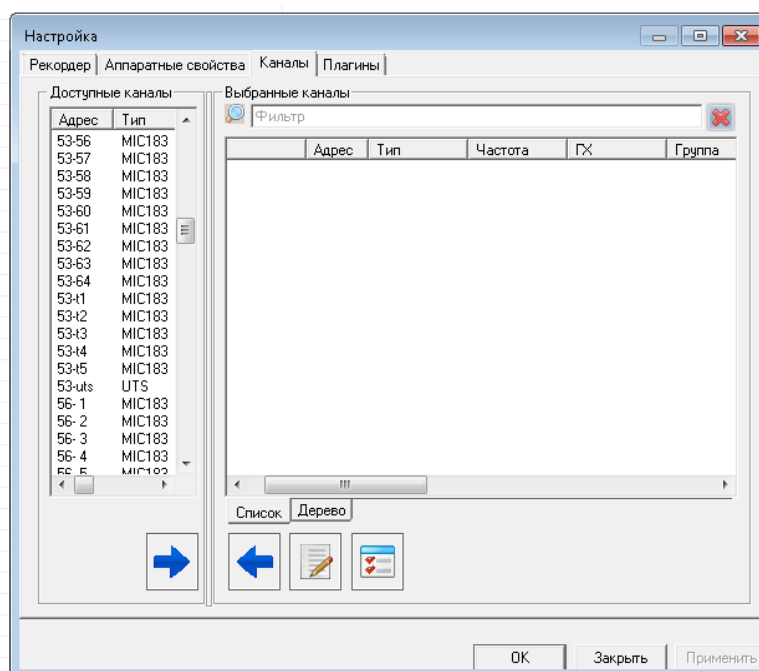 Настройка
Рекордер Аппаратные свойства Каналы Плагины
Доступные каналы
Адрес Тип
53-56 MIC183
53-57 MIC183
53-58 MIC183
53-59 MIC183
53-60 MIC183
53-61 MIC183
53-62 MIC183
53-63 MIC183
53-64 MIC183
53-t1 MIC183
53-t2 MIC183
53-t3 MIC183
53-t4 MIC183
53-t5 MIC183
53-uts UTS
56- 1 MIC183
56- 2 MIC183
56- 3 MIC183
56- 4 MIC183
56- 5 MIC183
Выбранные каналы
Фильтр
Адрес Тип Частота ГХ Группа
Список Дерево
OK Закрыть Применить